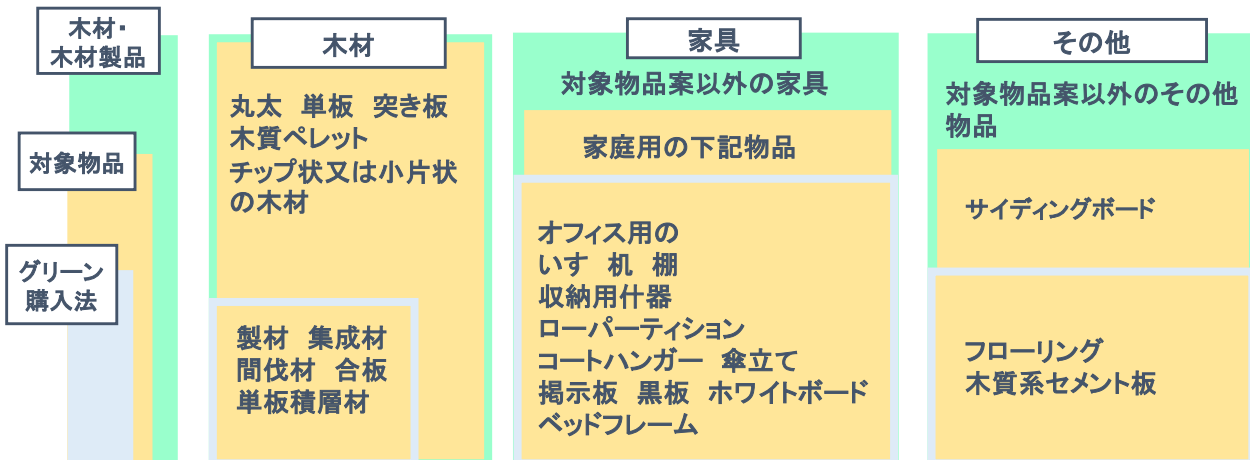 木材・
木材製品
対象物品
グリーン
購入法
木材
丸太　単板　突き板
木質ペレット
チップ状又は小片状
の木材
製材　集成材
間伐材　合板
単板積層材
家具
対象物品案以外の家具
家庭用の下記物品
オフィス用の
いす　机　棚
収納用什器
ローパーティション
コートハンガー　傘立て
掲示板　黒板　ホワイトボード
ベッドフレーム
その他
対象物品案以外のその他
物品
サイディングボード
フローリング
木質系セメント板